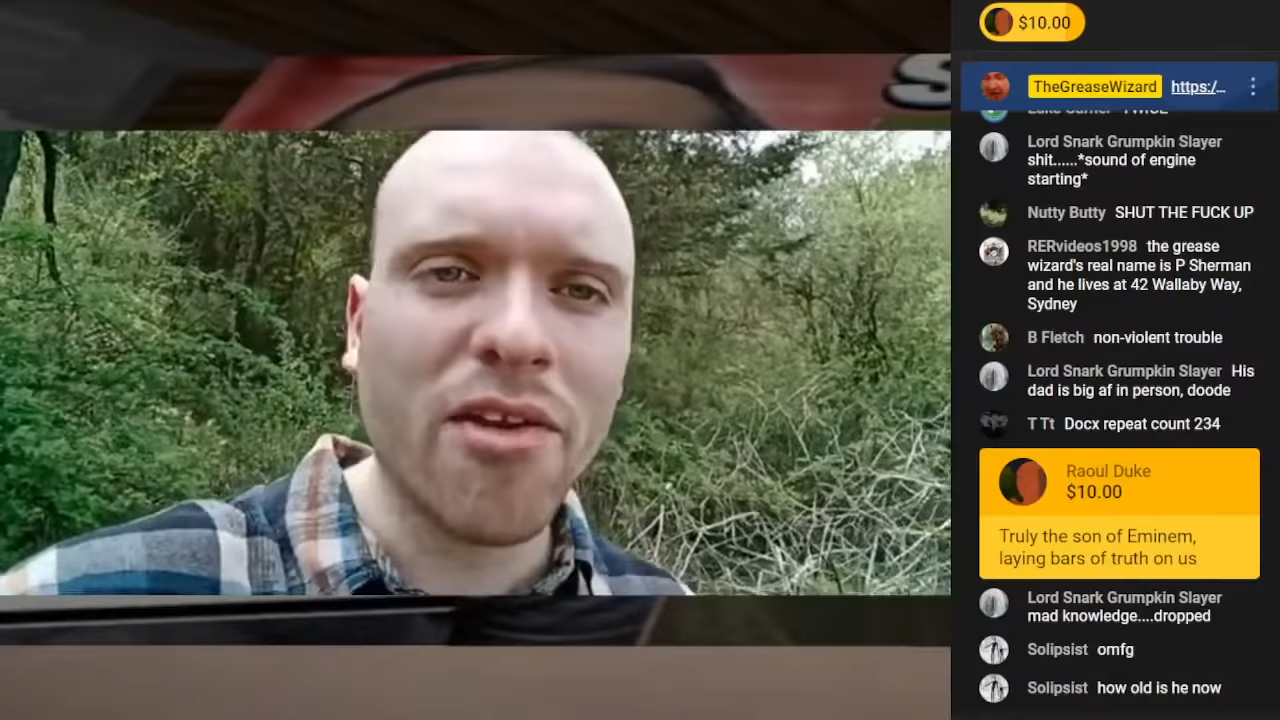 S
$10.00
TheGreaseWizard https:/...
Lord Snark Grumpkin Slayer
shit......*sound of engine
starting*
Nutty Butty SHUT THE FUCK UP
RERvideos1998 the grease
wizard's real name is P Sherman
and he lives at 42 Wallaby Way,
Sydney
B Fletch non-violent trouble
Lord Snark Grumpkin Slayer His
dad is big af in person, doode
T Tt Docx repeat count 234
Raoul Duke
$10.00
Truly the son of Eminem,
laying bars of truth on us
Lord Snark Grumpkin Slayer
mad knowledge....dropped
Solipsist omfg
Solipsist how old is he now